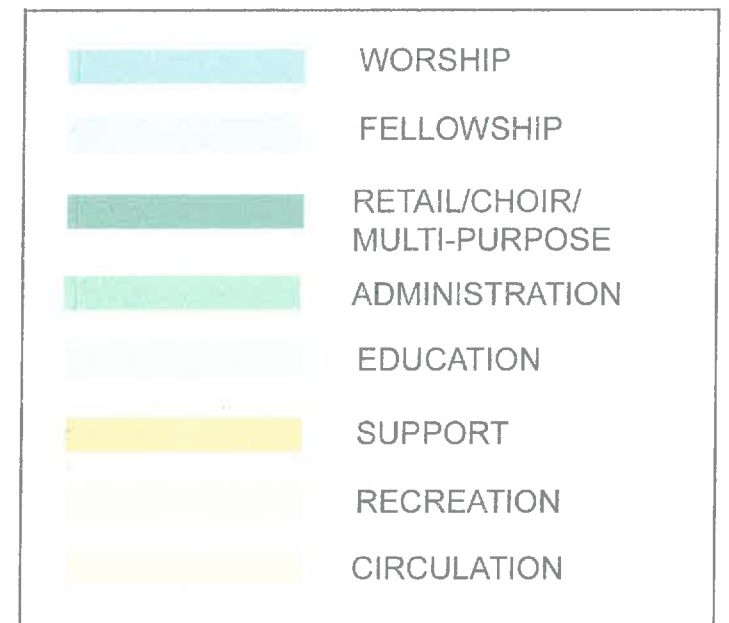 WORSHIP
FELLOWSHIP
RETAIL/CHOIR/
MULTI-PURPOSE
ADMINISTRATION
EDUCATION
SUPPORT
RECREATION
CIRCULATION